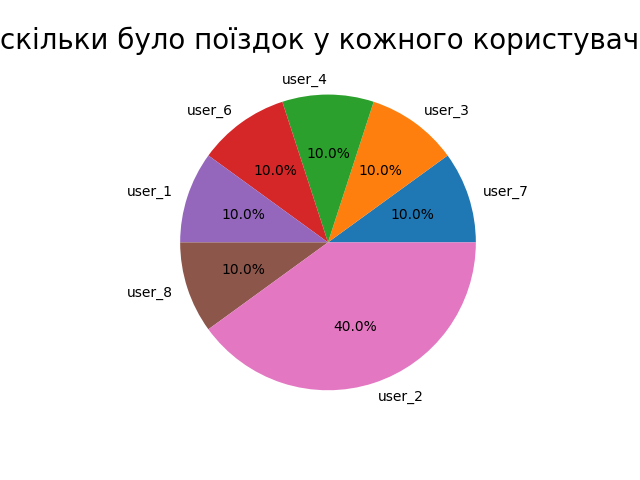 скільки було поїздок у кожного користувач
user_4
user_6
user_3
10.0%
10.0%
10.0%
user_1
user_7
10.0%
10.0%
10.0%
user_8
40.0%
user_2